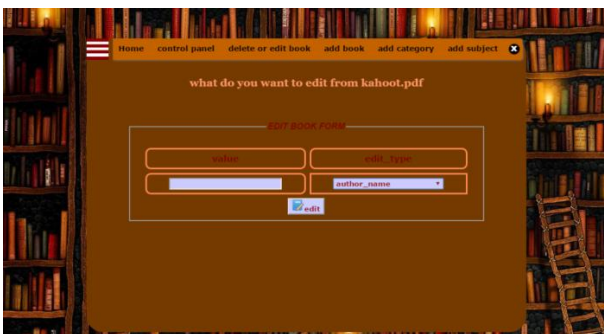 Home control panel delete or edit book add book add category add subject
what do you want to edit from kahoot.pdf
EDIT BOOK FORM
value edit_type
author_name
edit